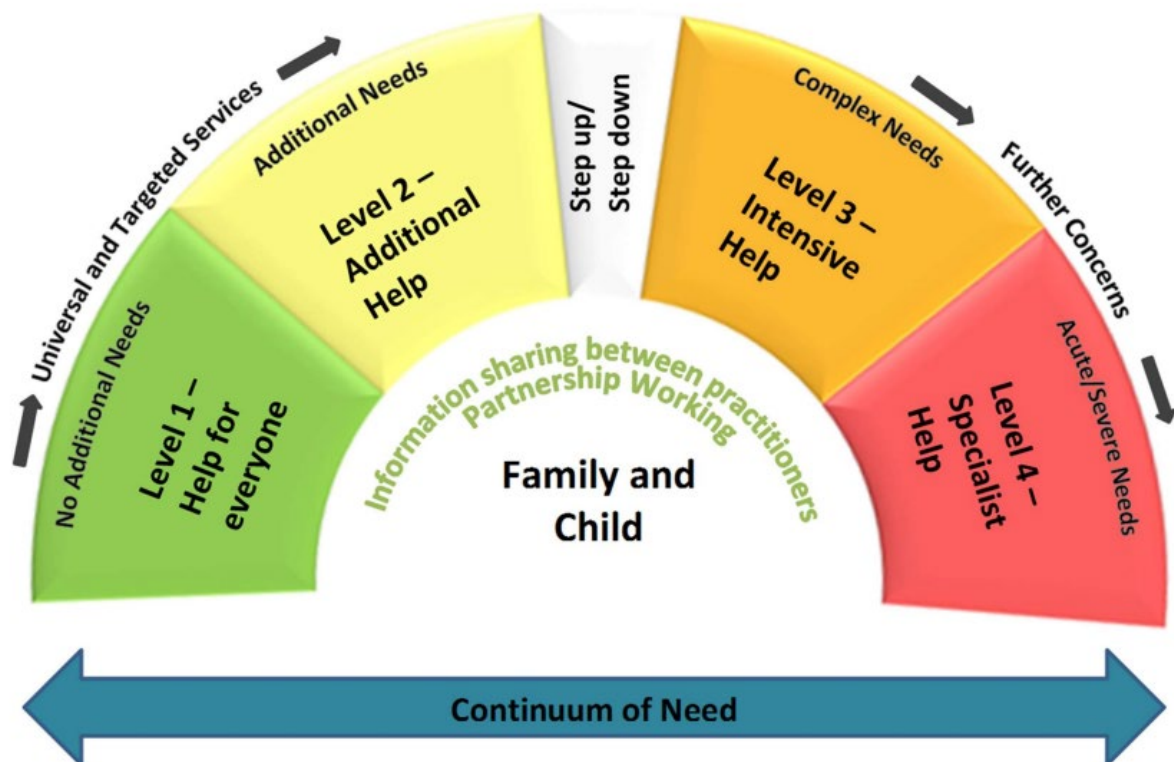 Universal and Targeted Services
No Additional Needs
Level 1 –
Help for
everyone
Additional Needs
Level 2 –
Additional
Help
Step up/
Step down
Complex Needs
Level 3 –
Intensive
Help
Further Concerns
Acute/Severe Needs
Level 4 –
Specialist
Help
Information sharing between practitioners
Partnership Working
Family and
Child
Continuum of Need